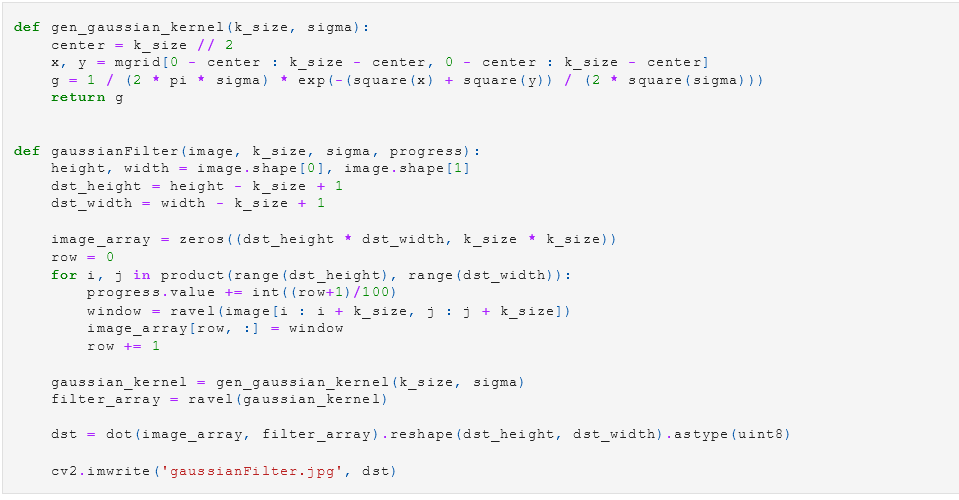 def gen_gaussian_kernel(k_size, sigma):
    center = k_size // 2
    x, y = mgrid[0 - center : k_size - center, 0 - center : k_size - center]
    g = 1 / (2 * pi * sigma) * exp(-(square(x) + square(y)) / (2 * square(sigma)))
    return g


def gaussianFilter(image, k_size, sigma, progress):
    height, width = image.shape[0], image.shape[1]
    dst_height = height - k_size + 1
    dst_width = width - k_size + 1

    image_array = zeros((dst_height * dst_width, k_size * k_size))
    row = 0
    for i, j in product(range(dst_height), range(dst_width)):
        progress.value += int((row+1)/100)
        window = ravel(image[i : i + k_size, j : j + k_size])
        image_array[row, :] = window
        row += 1

    gaussian_kernel = gen_gaussian_kernel(k_size, sigma)
    filter_array = ravel(gaussian_kernel)

    dst = dot(image_array, filter_array).reshape(dst_height, dst_width).astype(uint8)

    cv2.imwrite('gaussianFilter.jpg', dst)